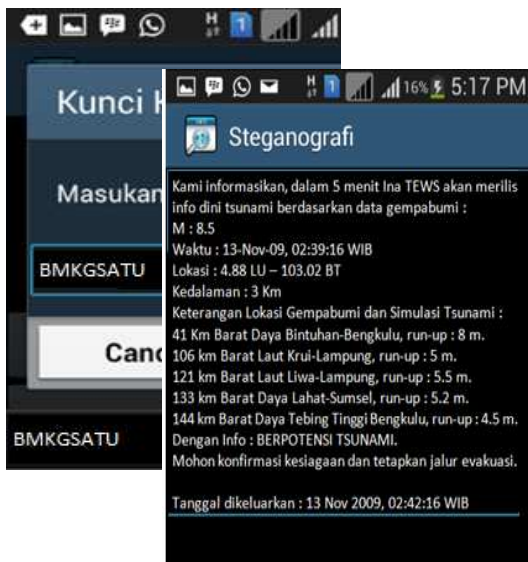 Kunci
Masukan
BMKGSATU
Canc
BMKGSATU
H
1
16% 5:17 PM
Steganografi
Kami informasikan, dalam 5 menit Ina TEWS akan merilis
info dini tsunami berdasarkan data gempabumi :
M : 8.5
Waktu : 13-Nov-09, 02:39:16 WIB
Lokasi : 4.88 LU – 103.02 BT
Kedalaman : 3 Km
Keterangan Lokasi Gempabumi dan Simulasi Tsunami :
41 Km Barat Daya Bintuhan-Bengkulu, run-up : 8 m.
106 km Barat Laut Krui-Lampung, run-up : 5 m.
121 km Barat Laut Liwa-Lampung, run-up : 5.5 m.
133 km Barat Daya Lahat-Sumsel, run-up : 5.2 m.
144 km Barat Daya Tebing Tinggi Bengkulu, run-up : 4.5 m.
Dengan Info : BERPOTENSI TSUNAMI.
Mohon konfirmasi kesiagaan dan tetapkan jalur evakuasi.
Tanggal dikeluarkan : 13 Nov 2009, 02:42:16 WIB